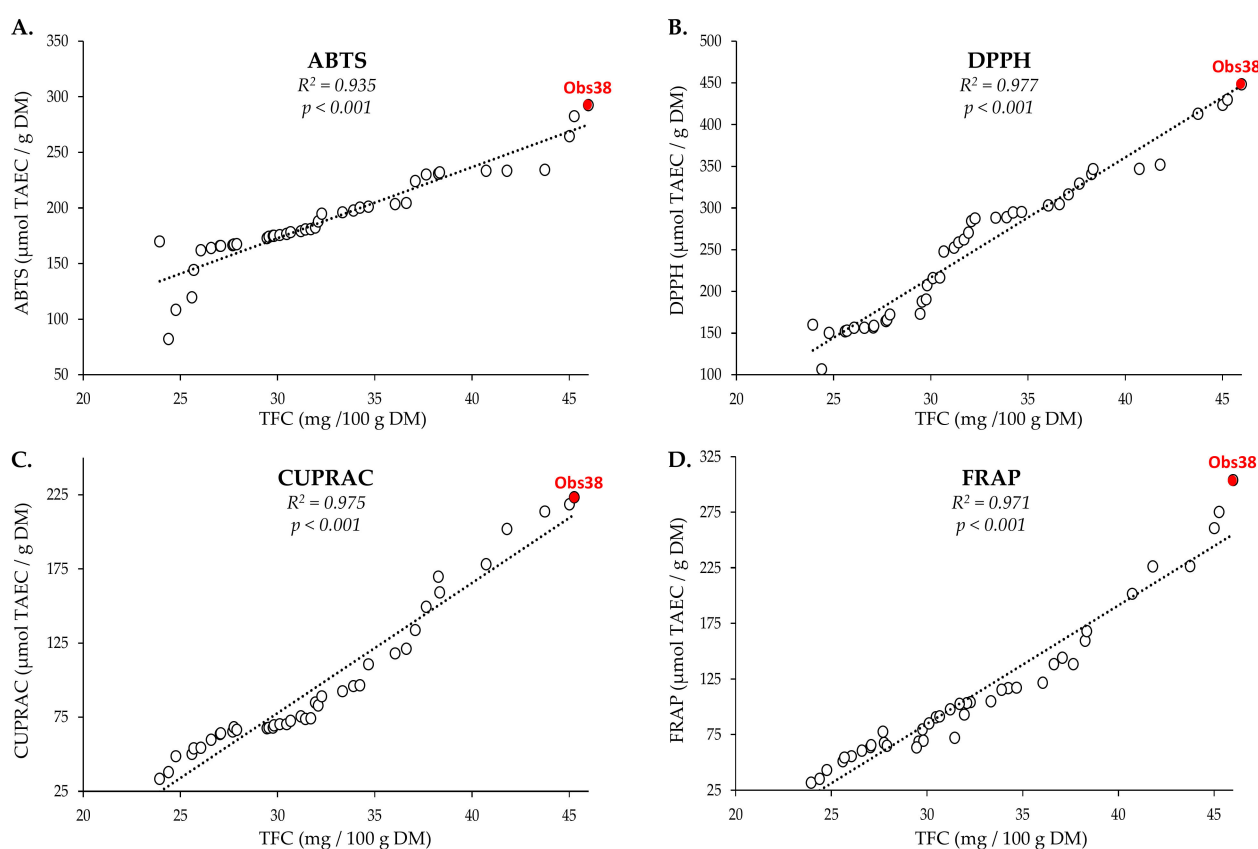 A.
ABTS
R² = 0.935
p < 0.001
Obs38
ABTS (µmol TAEC / g DM)
350
300
250
200
150
100
50
20 25 30 35 40 45
TFC (mg /100 g DM)
B.
DPPH
R² = 0.977
p < 0.001
Obs38
DPPH (µmol TAEC / g DM)
500
450
400
350
300
250
200
150
100
20 25 30 35 40 45
TFC (mg /100 g DM)
C.
CUPRAC
R² = 0.975
p < 0.001
Obs38
CUPRAC (µmol TAEC / g DM)
225
175
125
75
25
20 25 30 35 40 45
TFC (mg / 100 g DM)
D.
FRAP
R² = 0.971
p < 0.001
Obs38
FRAP (µmol TAEC / g DM)
325
275
225
175
125
75
25
20 25 30 35 40 45
TFC (mg / 100 g DM)